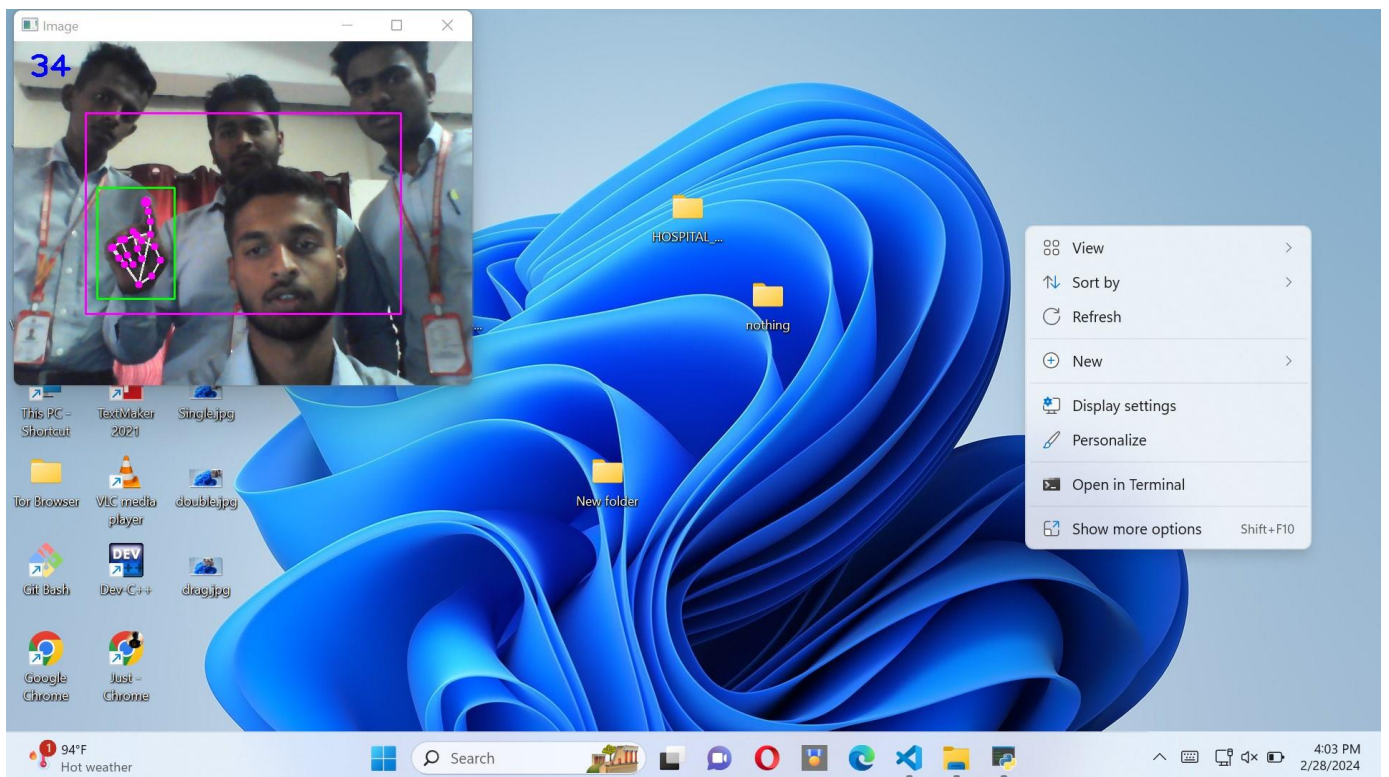 Image
34
HOSPITAL_...
nothing
...
New folder
This PC -
Shortcut
TextMaker
2021
Single.jpg
Tor Browser
VLC media
player
double.jpg
Git Bash
DEV
Dev-C++
drag.jpg
Google
Chrome
Just -
Chrome
View
Sort by
Refresh
New
Display settings
Personalize
Open in Terminal
Show more options Shift+F10
1
94°F
Hot weather
Search
4:03 PM
2/28/2024